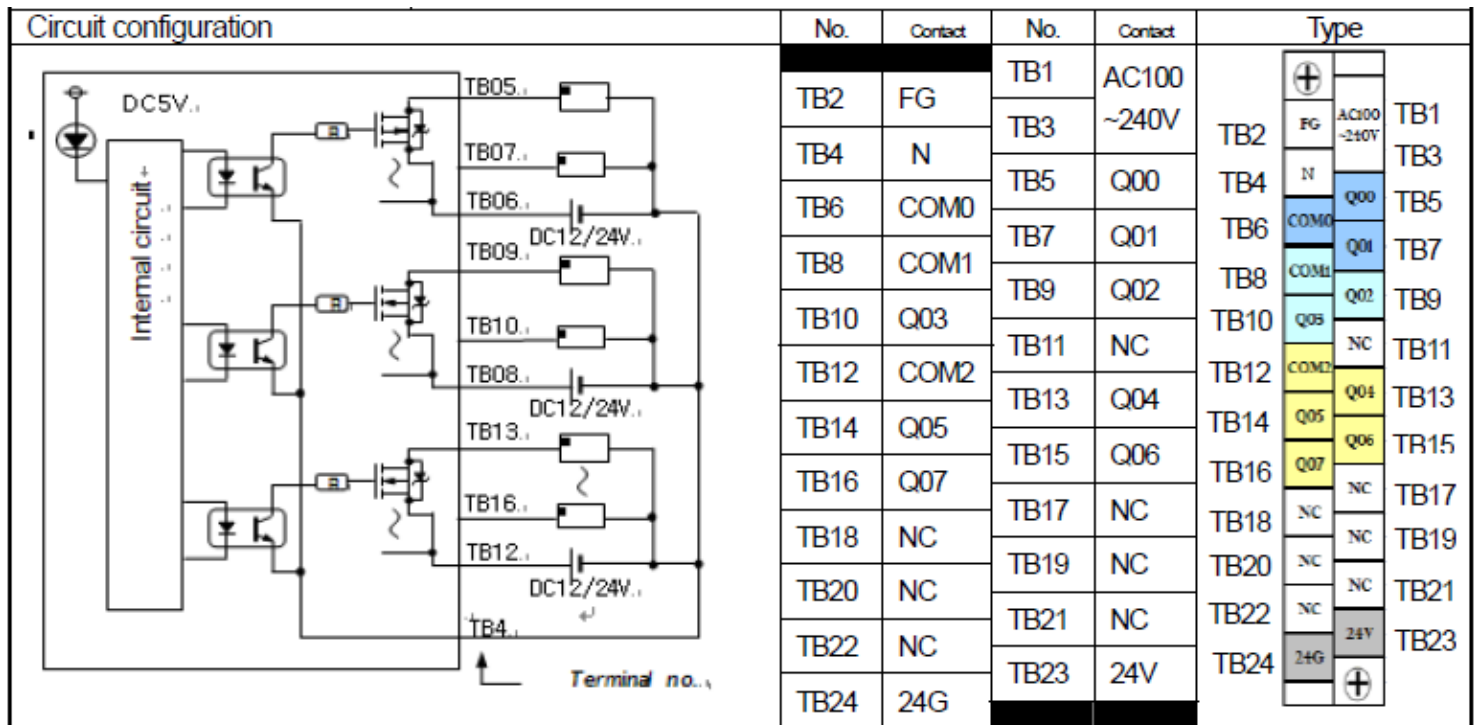 Circuit configuration
No.
Contact
No.
Contact
Type
DC5V.
Internal circuit
R
R
R
TB05.
TB07.
TB06.
DC12/24V.
TB09.
TB10.
TB08.
DC12/24V.
TB13.
TB16.
TB12.
DC12/24V.
TB4.
Terminal no..
TB2 FG
TB4 N
TB6 COM0
TB8 COM1
TB10 Q03
TB12 COM2
TB14 Q05
TB16 Q07
TB18 NC
TB20 NC
TB22 NC
TB24 24G
TB1 AC100
TB3 ~240V
TB5 Q00
TB7 Q01
TB9 Q02
TB11 NC
TB13 Q04
TB15 Q06
TB17 NC
TB19 NC
TB21 NC
TB23 24V
TB2
TB4
TB6
TB8
TB10
TB12
TB14
TB16
TB18
TB20
TB22
TB24
FG
N
COM0
COM1
Q03
COM2
Q05
Q07
NC
NC
NC
24G
AC100
~240V
Q00
Q01
Q02
NC
Q04
Q06
NC
NC
NC
24V
TB1
TB3
TB5
TB7
TB9
TB11
TB13
TB15
TB17
TB19
TB21
TB23